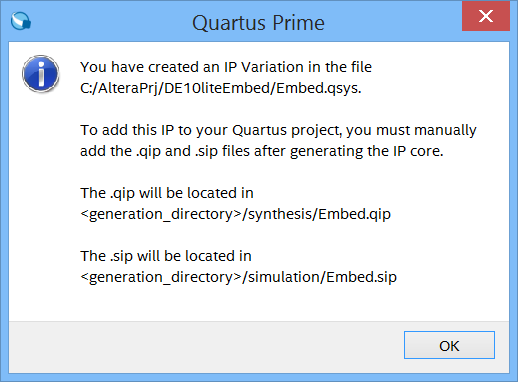 Quartus Prime
You have created an IP Variation in the file
C:/AlteraPrj/DE10liteEmbed/Embed.qsys.
To add this IP to your Quartus project, you must manually
add the .qip and .sip files after generating the IP core.
The .qip will be located in
<generation_directory>/synthesis/Embed.qip
The .sip will be located in
<generation_directory>/simulation/Embed.sip
OK